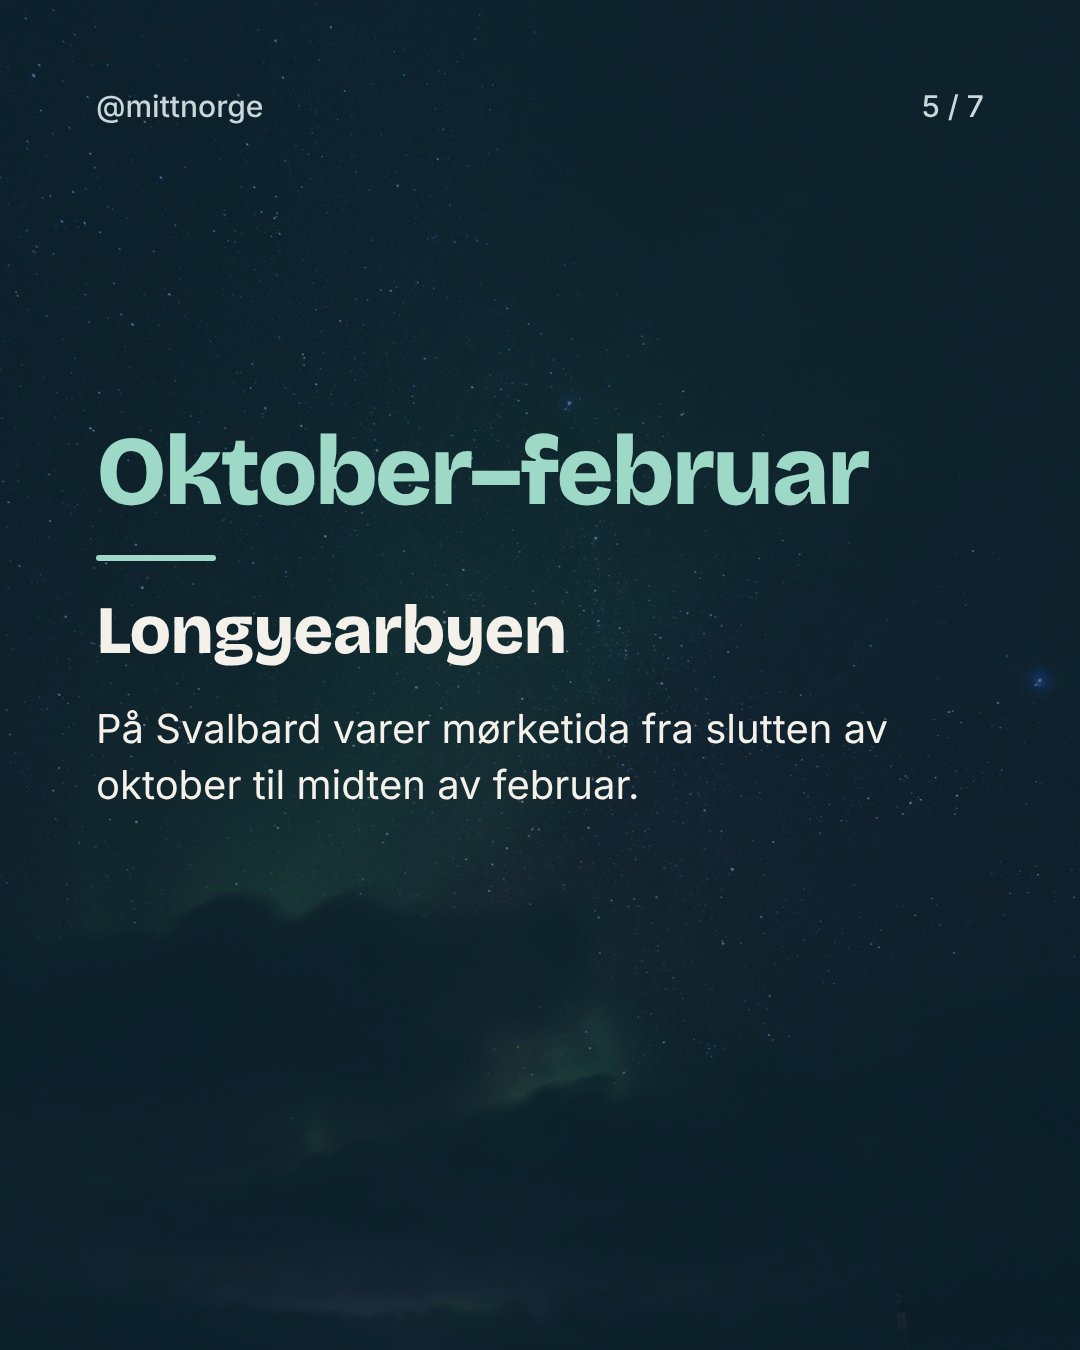 @mittnorge
5 / 7
Oktober–februar
Longyearbyen
På Svalbard varer mørketida fra slutten av
oktober til midten av februar.